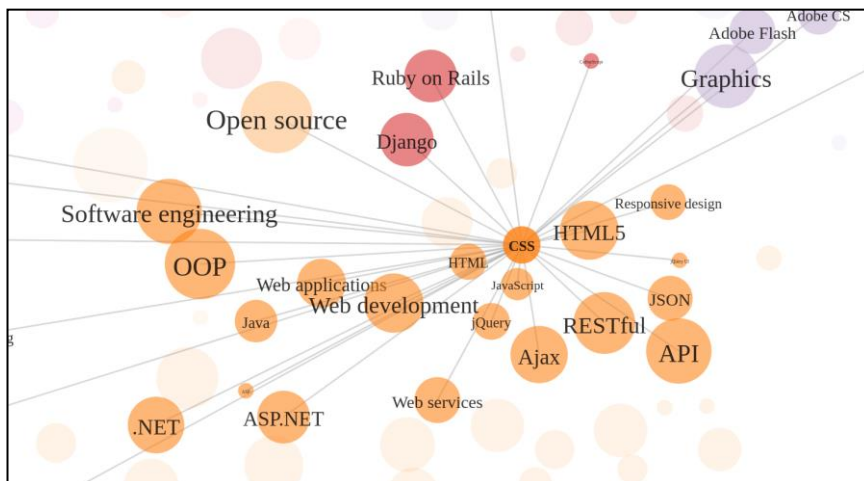 Adobe CS
Adobe Flash
Ruby on Rails
Graphics
Open source
Django
Responsive design
Software engineering
HTML5
CSS
OOP
HTML
Web applications
JavaScript
JSON
Web development
Java
jQuery
RESTful
g
Ajax
API
Web services
ASP.NET
.NET